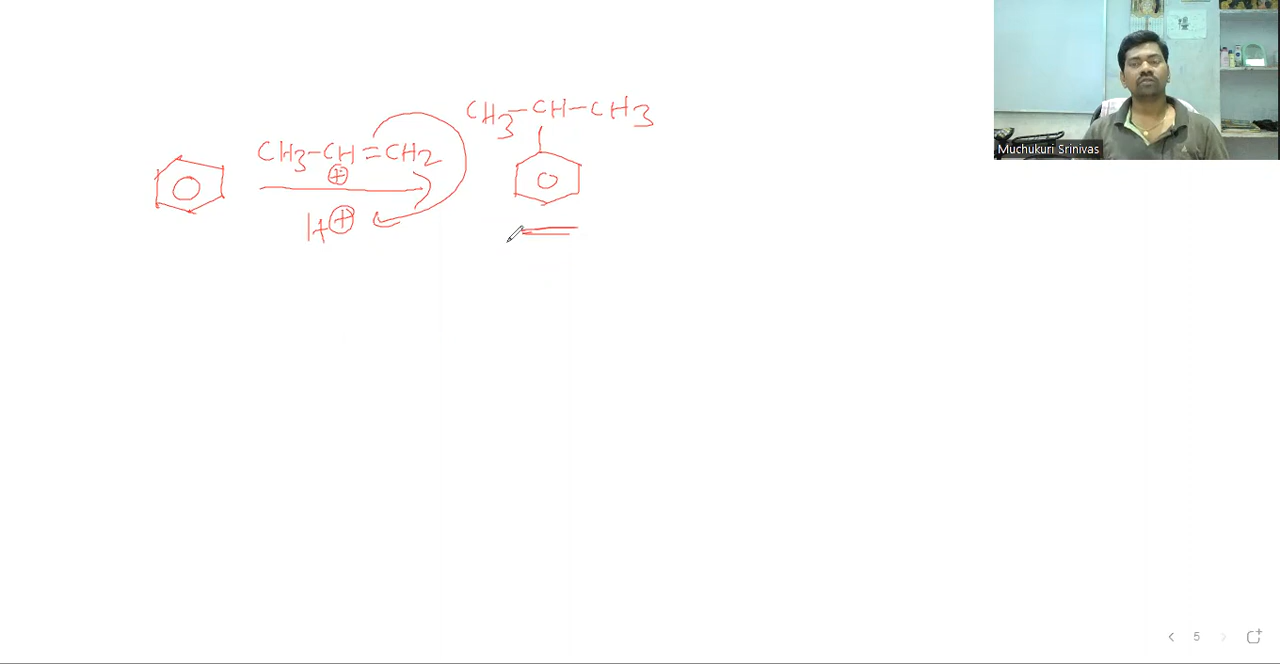 CH3-CH-CH3
CH3-CH=CH2
⊕
H⊕
Muchukuri Srinivas
5